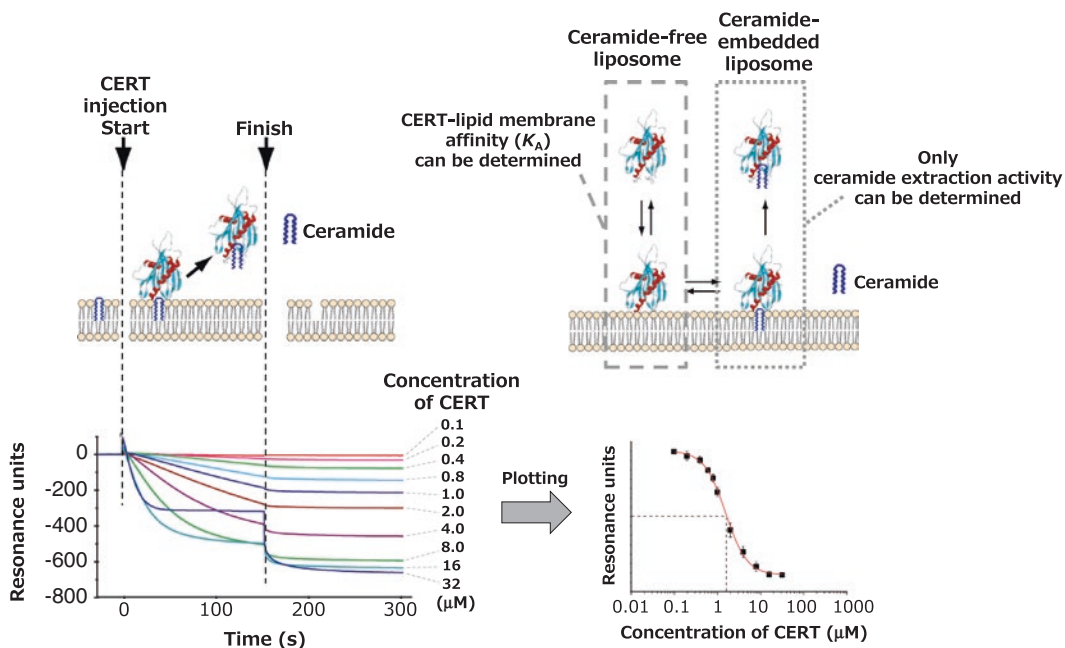 CERT
injection
Start
Finish
Ceramide
Ceramide-free
liposome
Ceramide-
embedded
liposome
CERT-lipid membrane
affinity (KA)
can be determined
Only
ceramide extraction activity
can be determined
Ceramide
Concentration
of CERT
0.1
0.2
0.4
0.8
1.0
2.0
4.0
8.0
16
32
(μM)
Resonance units
0
-200
-400
-600
-800
0
100
200
300
Time (s)
Plotting
Resonance units
0.01
0.1
1
10
100
1000
Concentration of CERT (μM)